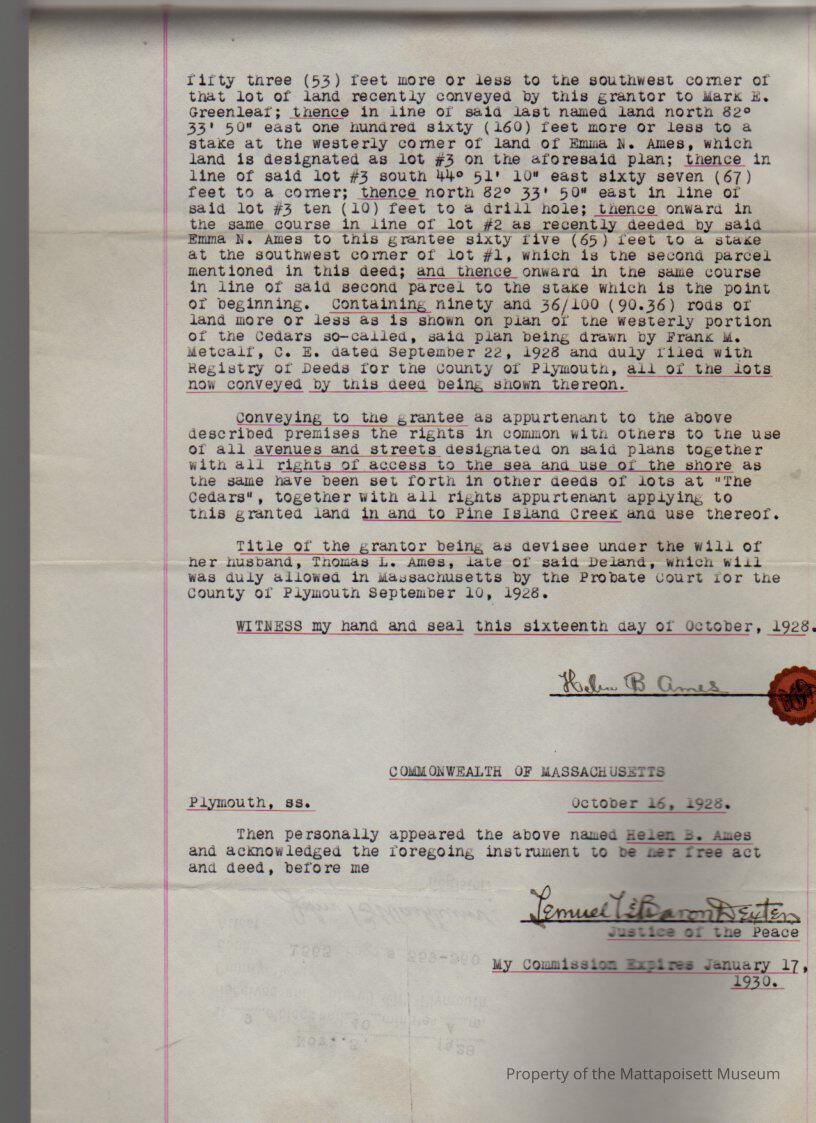 fifty three (53) feet more or less to the southwest corner of
that lot of land recently conveyed by this grantor to Mark E.
Greenleaf; thence in line of said last named land north 82°
33' 50" east one hundred sixty (160) feet more or less to a
stake at the westerly corner of land of Emma N. Ames, which
land is designated as lot #3 on the aforesaid plan; thence in
line of said lot #3 south 44° 51' 10" east sixty seven (67)
feet to a corner; thence north 82° 33' 50" east in line of
said lot #3 ten (10) feet to a drill hole; thence onward in
the same course in line of lot #2 as recently deeded by said
Emma N. Ames to this grantee sixty five (65) feet to a stake
at the southwest corner of lot #1, which is the second parcel
mentioned in this deed; and thence onward in the same course
in line of said second parcel to the stake which is the point
of beginning. Containing ninety and 36/100 (90.36) rods of
land more or less as is shown on plan of the westerly portion
of the Cedars so-called, said plan being drawn by Frank M.
Metcalf, C. E. dated September 22, 1928 and duly filed with
Registry of Deeds for the County of Plymouth, all of the lots
now conveyed by this deed being shown thereon.
Conveying to the grantee as appurtenant to the above
described premises the rights in common with others to the use
of all avenues and streets designated on said plans together
with all rights of access to the sea and use of the shore as
the same have been set forth in other deeds of lots at "The
Cedars", together with all rights appurtenant applying to
this granted land in and to Pine Island Creek and use thereof.
Title of the grantor being as devisee under the will of
her husband, Thomas L. Ames, late of said Deland, which will
was duly allowed in Massachusetts by the Probate Court for the
County of Plymouth September 10, 1928.
WITNESS my hand and seal this sixteenth day of October, 1928.
Helen B Ames
COMMONWEALTH OF MASSACHUSETTS
Plymouth, ss. October 16, 1928.
Then personally appeared the above named Helen B. Ames
and acknowledged the foregoing instrument to be her free act
and deed, before me
Lemuel LeBaron Dexter
Justice of the Peace
My Commission Expires January 17,
1930.
Property of the Mattapoisett Museum